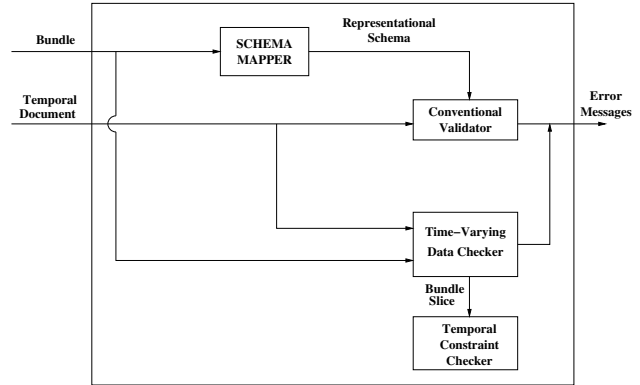 Bundle
SCHEMA
MAPPER
Representational
Schema
Temporal
Document
Conventional
Validator
Error
Messages
Time-Varying
Data Checker
Bundle
Slice
Temporal
Constraint
Checker